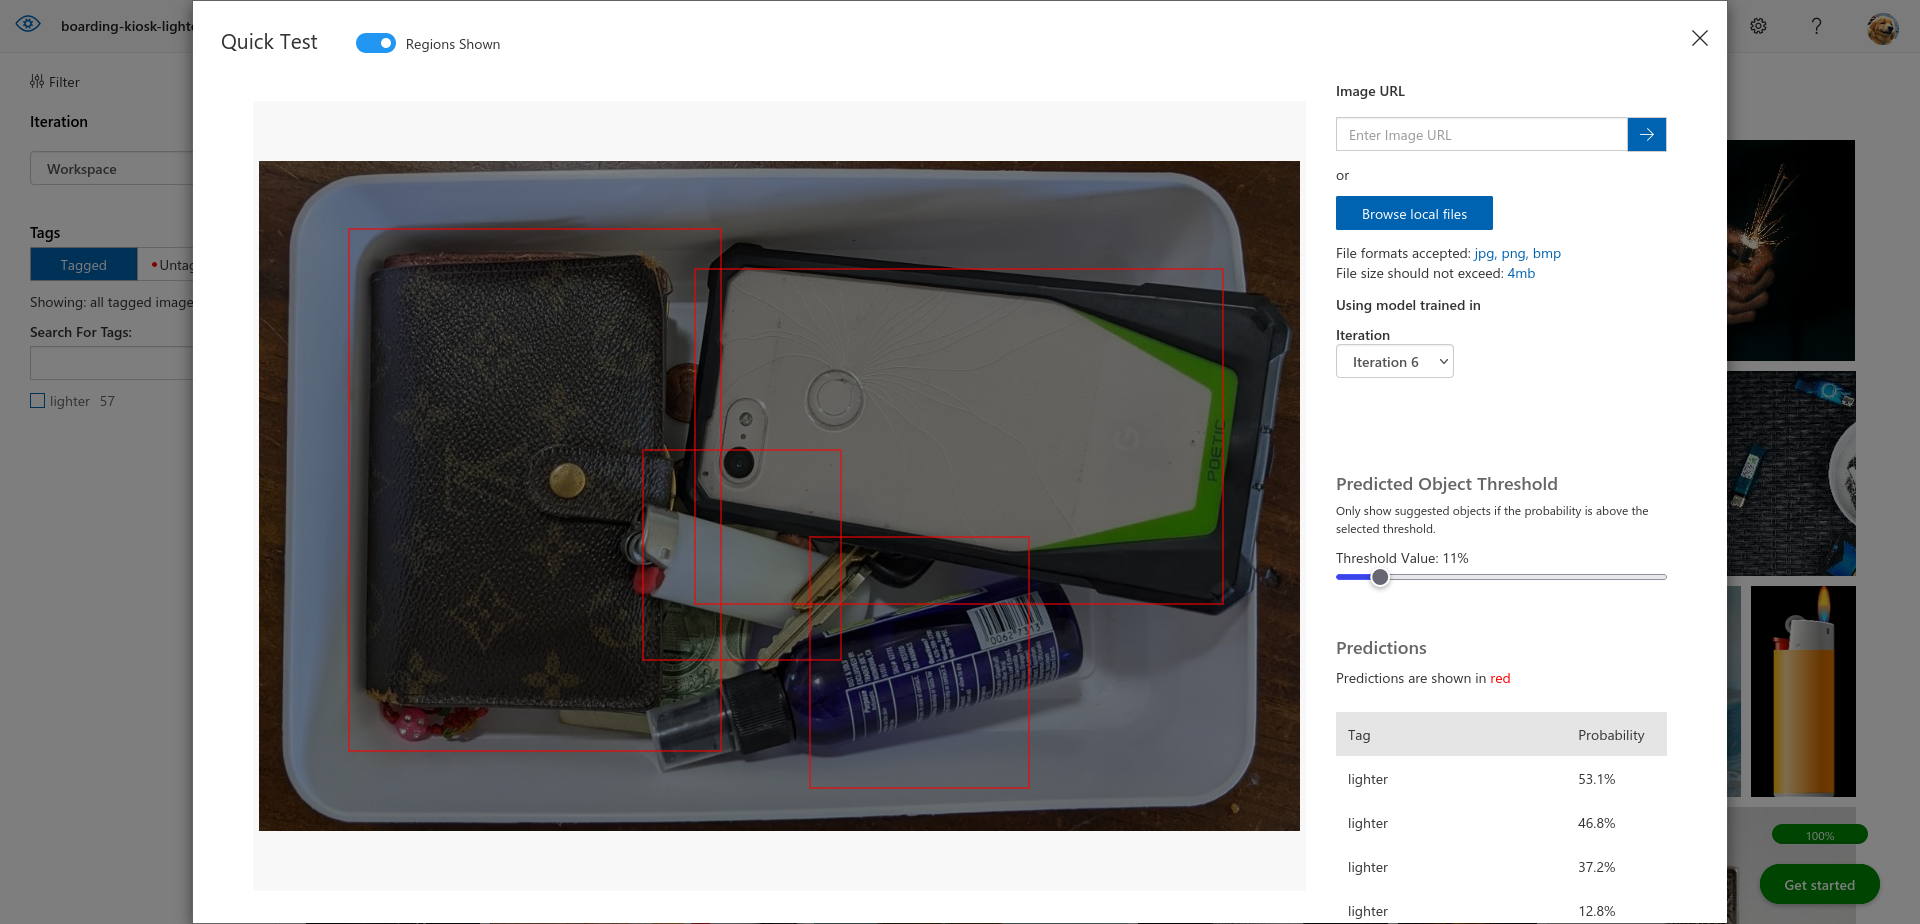 boarding-kiosk-lighte
Quick Test
Regions Shown
Filter
Iteration
Workspace
Tags
Tagged
Untag
Showing: all tagged image
Search For Tags:
lighter 57
POETIC
0062 7313
Image URL
Enter Image URL
or
Browse local files
File formats accepted: jpg, png, bmp
File size should not exceed: 4mb
Using model trained in
Iteration
Iteration 6
Predicted Object Threshold
Only show suggested objects if the probability is above the
selected threshold.
Threshold Value: 11%
Predictions
Predictions are shown in red
Tag Probability
lighter 53.1%
lighter 46.8%
lighter 37.2%
lighter 12.8%
?
100%
Get started